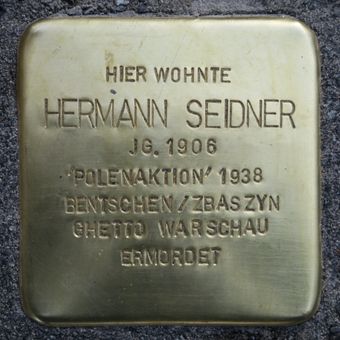 HIER WOHNTE
HERMANN SEIDNER
JG. 1906
'POLENAKTION' 1938
BENTSCHEN/ZBASZYN
GHETTO WARSCHAU
ERMORDET